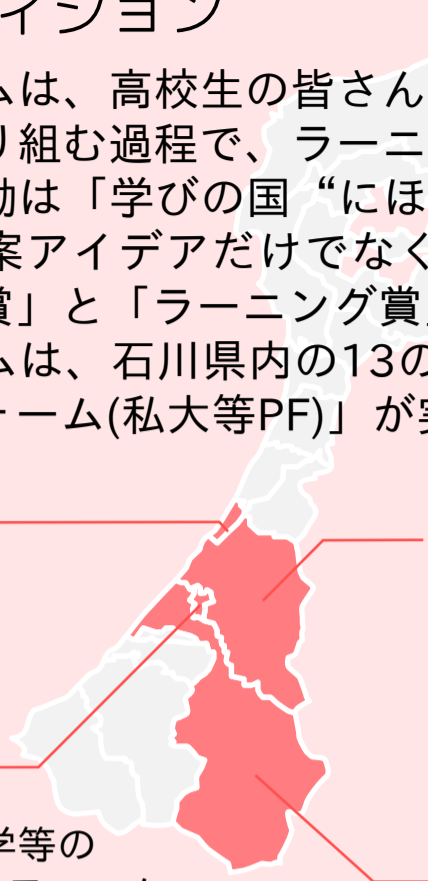 イション
ムは、高校生の皆さん
り組む過程で、ラーニ
動は「学びの国“にほ
案アイデアだけでなく
賞」と「ラーニング賞」
ムは、石川県内の13の
ォーム(私大等PF)」が実
学等の